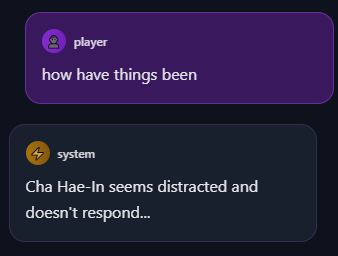 player
how have things been
system
Cha Hae-In seems distracted and
doesn't respond...